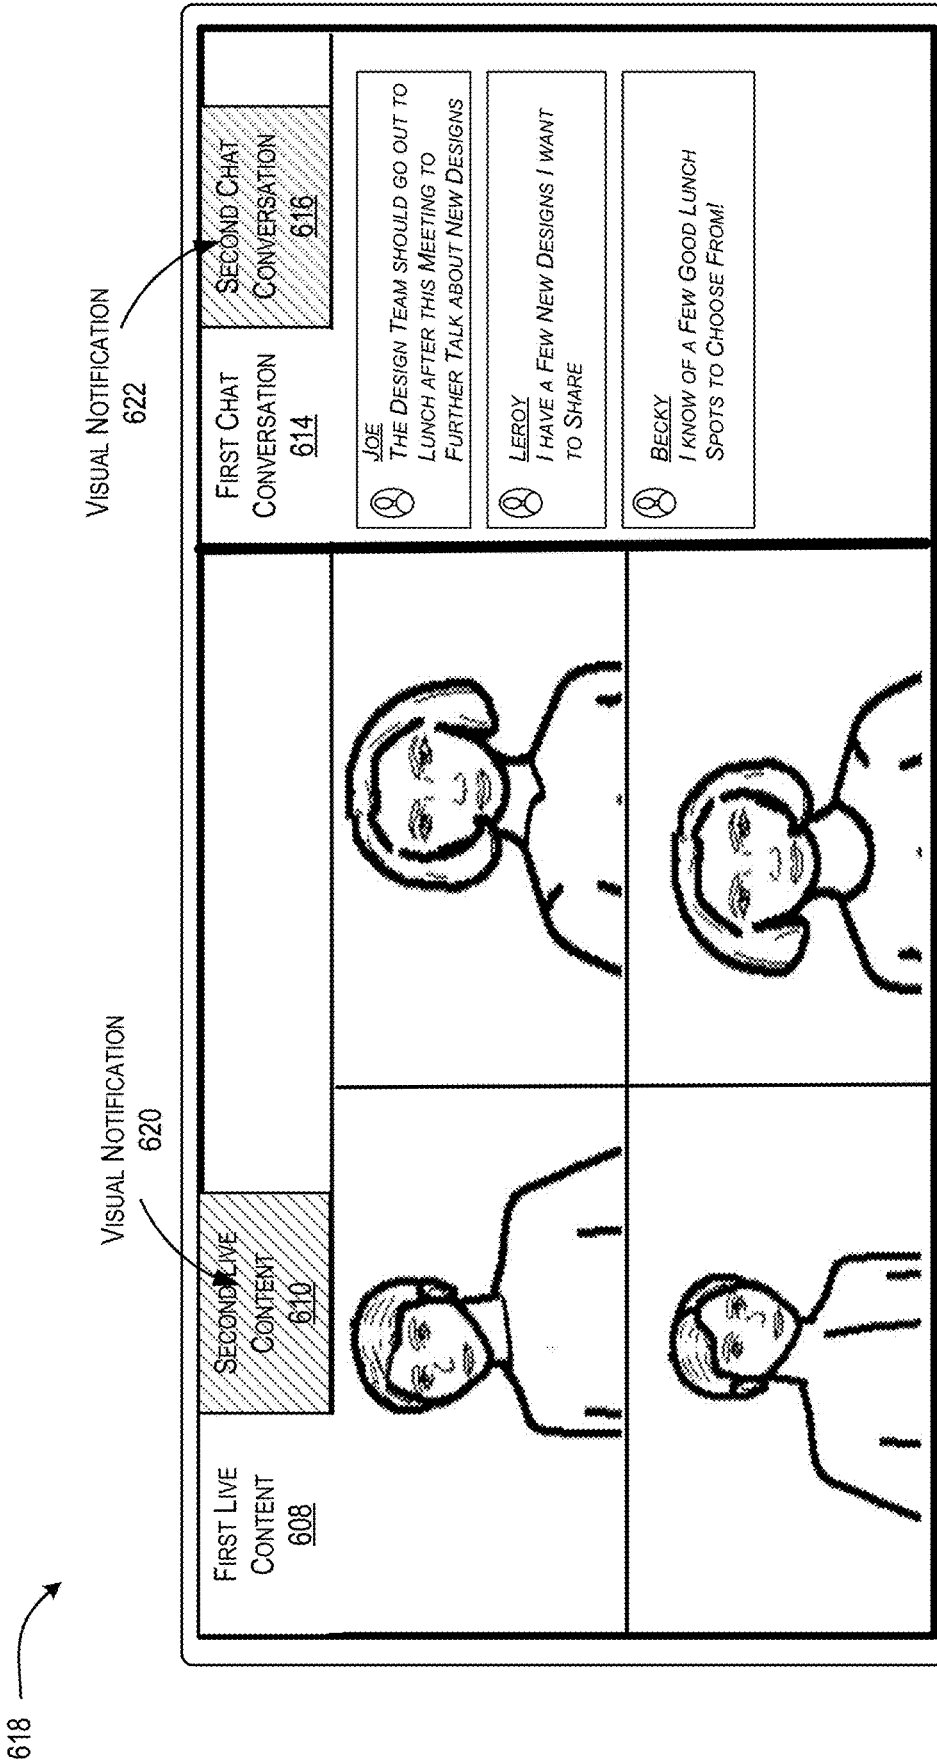 618
VISUAL NOTIFICATION
620
VISUAL NOTIFICATION
622
FIRST LIVE
CONTENT
608
SECOND LIVE
CONTENT
610
FIRST CHAT
CONVERSATION
614
SECOND CHAT
CONVERSATION
616
JOE
THE DESIGN TEAM SHOULD GO OUT TO
LUNCH AFTER THIS MEETING TO
FURTHER TALK ABOUT NEW DESIGNS
LEROY
I HAVE A FEW NEW DESIGNS I WANT
TO SHARE
BECKY
I KNOW OF A FEW GOOD LUNCH
SPOTS TO CHOOSE FROM!